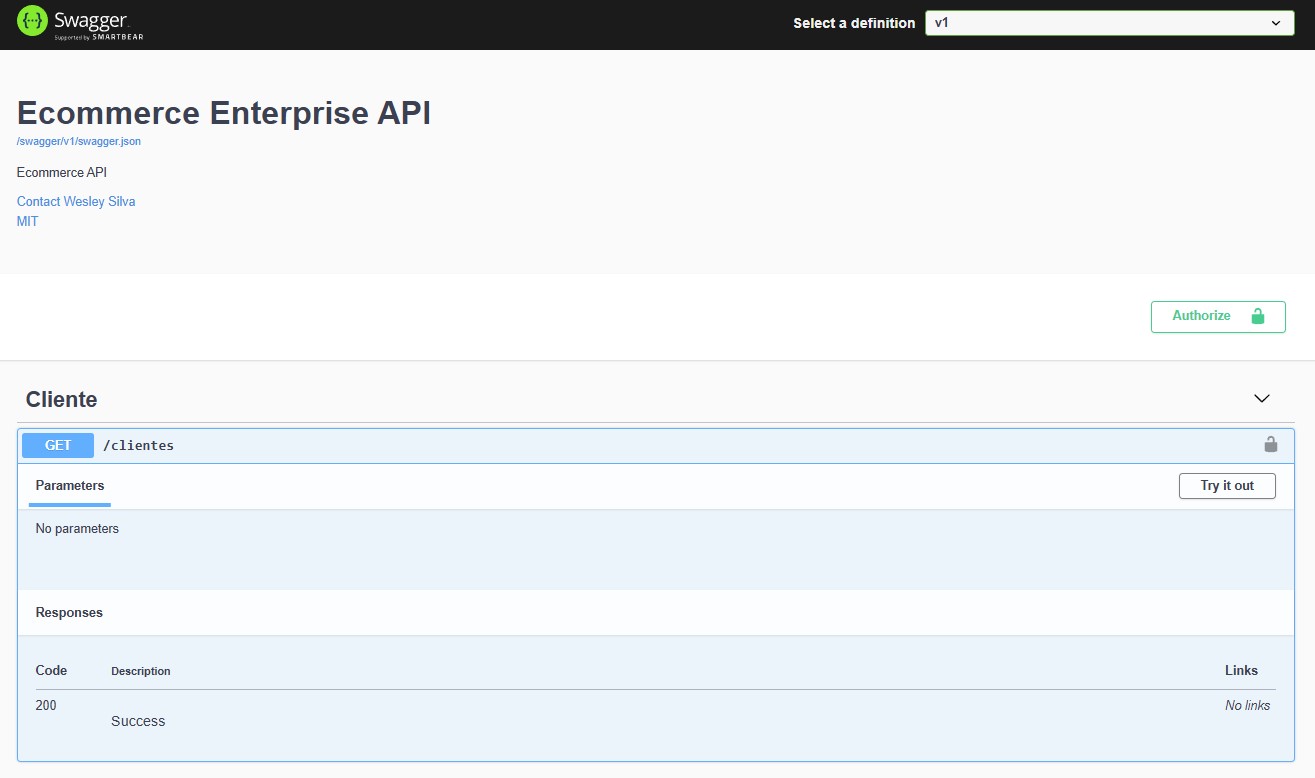 Swagger
Supported by SMARTBEAR
Select a definition v1
Ecommerce Enterprise API
/swagger/v1/swagger.json
Ecommerce API
Contact Wesley Silva
MIT
Authorize
Cliente
GET /clientes
Parameters Try it out
No parameters
Responses
Code Description Links
200 Success No links